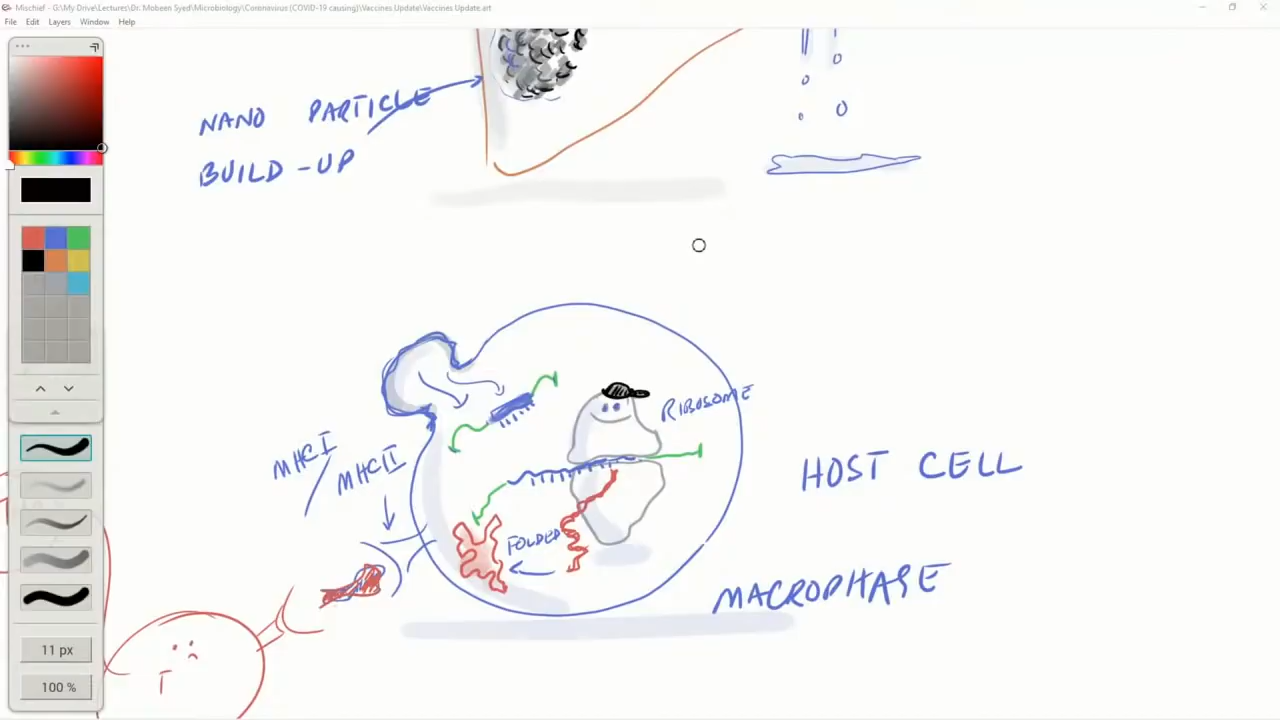 Mischief - G:\My Drive\Lectures\Dr. Mobeen Syed\Microbiology\Coronavirus (COVID-19 causing)\Vaccines Update\Vaccines Update.art
File Edit Layers Window Help
NANO PARTICLE
BUILD-UP
RIBOSOME
MHC I
MHC II
HOST CELL
FOLDED
MACROPHAGE
T
11 px
100 %